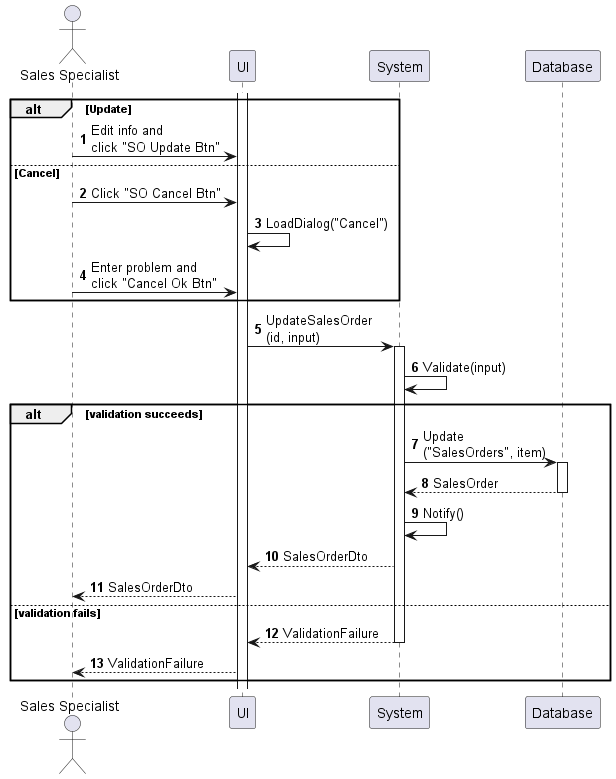 Sales Specialist
UI
System
Database
alt
[Update]
1 Edit info and
click "SO Update Btn"
[Cancel]
2 Click "SO Cancel Btn"
3 LoadDialog("Cancel")
4 Enter problem and
click "Cancel Ok Btn"
5 UpdateSalesOrder
(id, input)
6 Validate(input)
alt
[validation succeeds]
7 Update
("SalesOrders", item)
8 SalesOrder
9 Notify()
10 SalesOrderDto
11 SalesOrderDto
[validation fails]
12 ValidationFailure
13 ValidationFailure
Sales Specialist
UI
System
Database